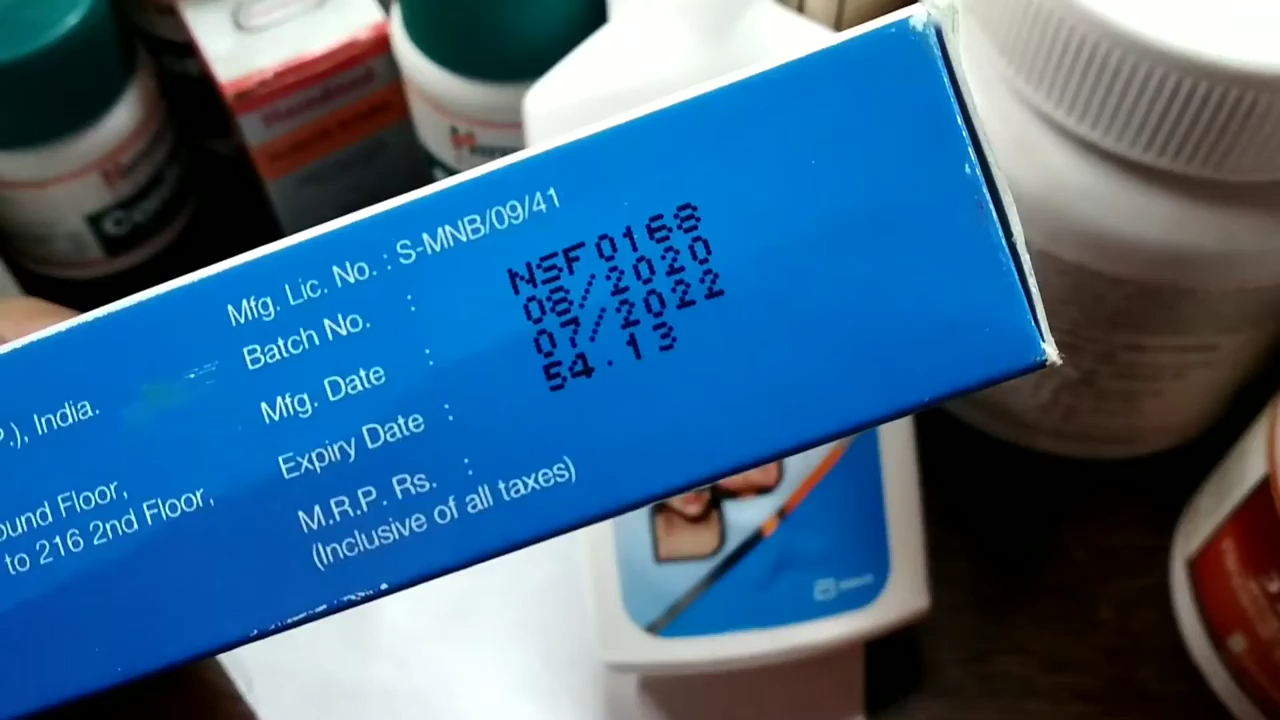 Mfg. Lic. No. : S-MNB/09/41
Batch No. : NSF0168
Mfg. Date : 08/2020
Expiry Date : 07/2022
M.R.P. Rs. : 54.13
(Inclusive of all taxes)
.), India.
ound Floor,
to 216 2nd Floor,